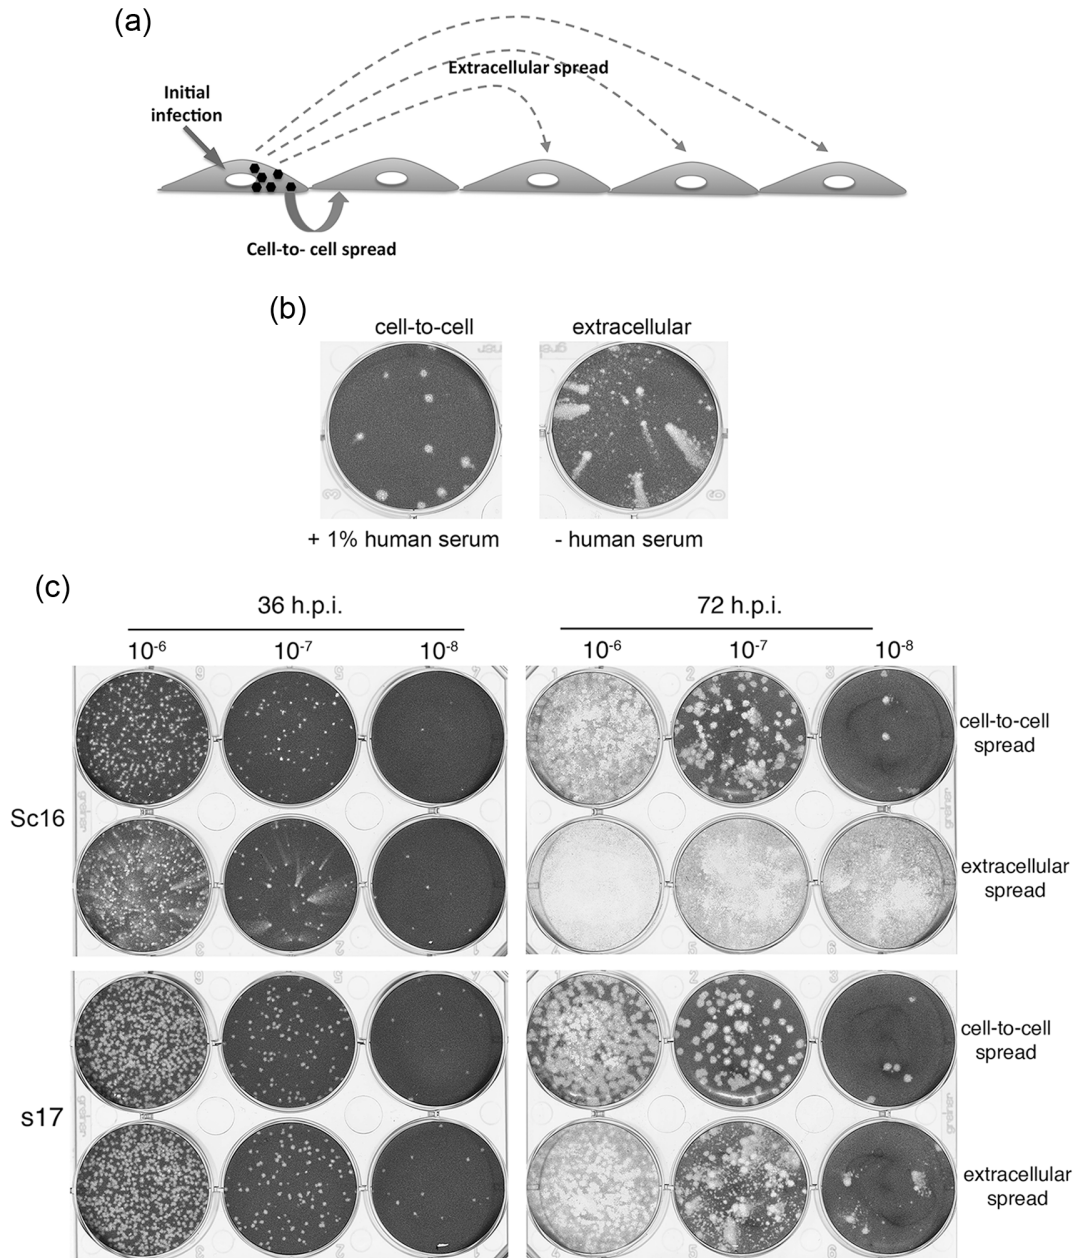 (a)
Extracellular spread
Initial
infection
Cell-to- cell spread
(b)
cell-to-cell extracellular
+ 1% human serum - human serum
(c)
36 h.p.i. 72 h.p.i.
10-6 10-7 10-8 10-6 10-7 10-8
cell-to-cell
spread
Sc16
extracellular
spread
greiner
cell-to-cell
spread
s17
extracellular
spread